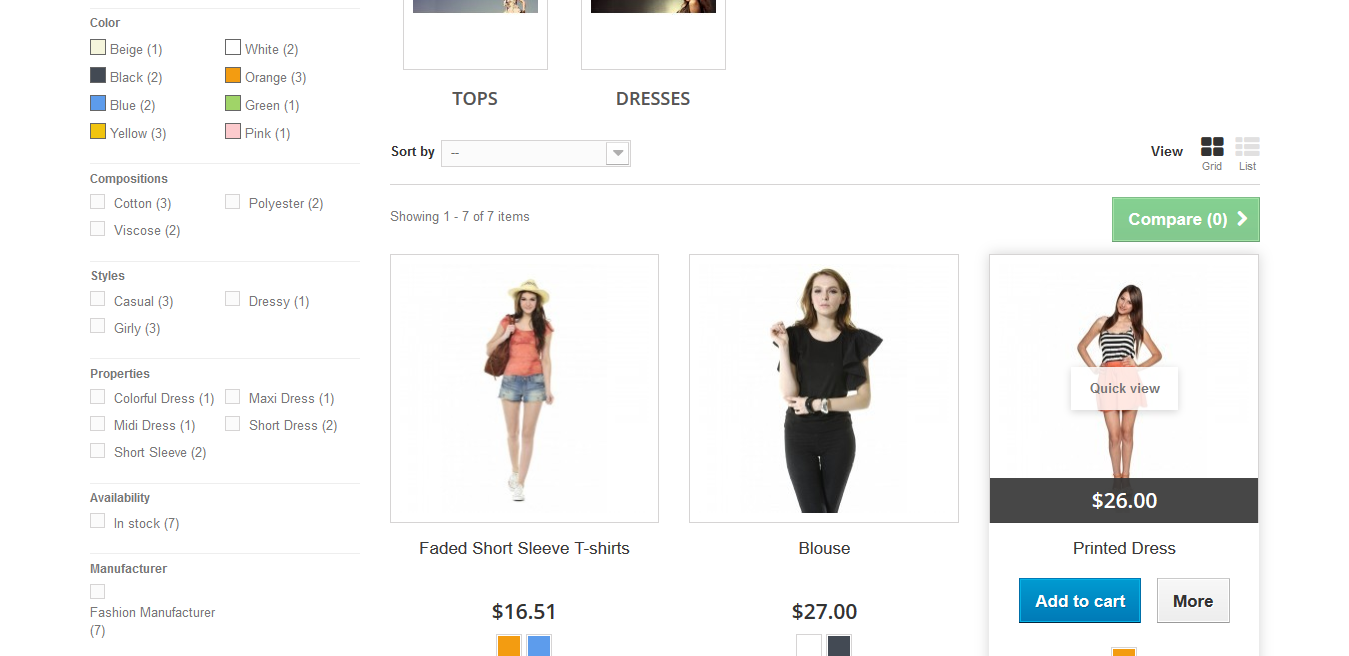 Color
Beige (1)
White (2)
Black (2)
Orange (3)
Blue (2)
Green (1)
Yellow (3)
Pink (1)
Compositions
Cotton (3)
Polyester (2)
Viscose (2)
Styles
Casual (3)
Dressy (1)
Girly (3)
Properties
Colorful Dress (1)
Maxi Dress (1)
Midi Dress (1)
Short Dress (2)
Short Sleeve (2)
Availability
In stock (7)
Manufacturer
Fashion Manufacturer
(7)
TOPS
DRESSES
Sort by
--
View
Grid
List
Showing 1 - 7 of 7 items
Compare (0)
Faded Short Sleeve T-shirts
$16.51
Blouse
$27.00
Quick view
$26.00
Printed Dress
Add to cart
More